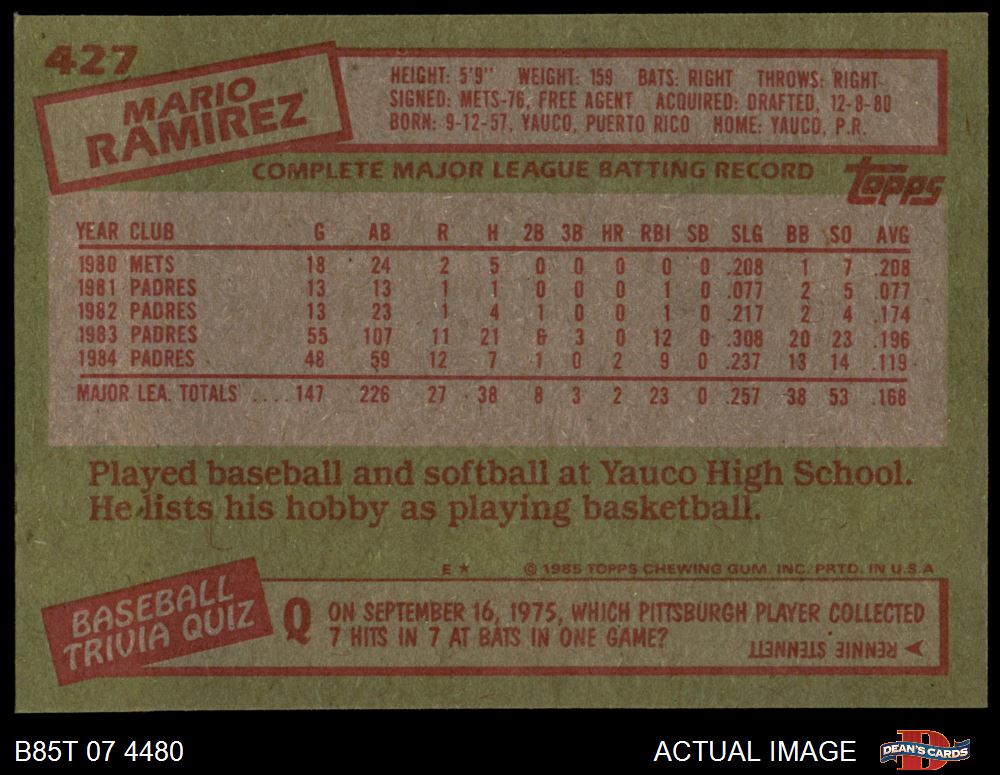 427
MARIO
RAMIREZ
HEIGHT: 5'9" WEIGHT: 159 BATS: RIGHT THROWS: RIGHT
SIGNED: METS-76, FREE AGENT ACQUIRED: DRAFTED, 12-8-80
BORN: 9-12-57, YAUCO, PUERTO RICO HOME: YAUCO, P.R.
COMPLETE MAJOR LEAGUE BATTING RECORD
topps
YEAR CLUB G AB R H 2B 3B HR RBI SB SLG BB SO AVG
1980 METS 18 24 2 5 0 0 0 0 0 .208 1 7 .208
1981 PADRES 13 13 1 1 0 0 0 1 0 .077 2 5 .077
1982 PADRES 13 23 1 4 1 0 0 1 0 .217 2 4 .174
1983 PADRES 55 107 11 21 6 3 0 12 0 .308 20 23 .196
1984 PADRES 48 59 12 7 1 0 2 9 0 .237 13 14 .119
MAJOR LEA. TOTALS .... 147 226 27 38 8 3 2 23 0 .257 38 53 .168
Played baseball and softball at Yauco High School.
He lists his hobby as playing basketball.
E ★ © 1985 TOPPS CHEWING GUM, INC. PRTD. IN U.S.A
BASEBALL
TRIVIA QUIZ
Q ON SEPTEMBER 16, 1975, WHICH PITTSBURGH PLAYER COLLECTED
7 HITS IN 7 AT BATS IN ONE GAME?
RENNIE STENNETT
B85T 07 4480
ACTUAL IMAGE
D
DEAN'S CARDS